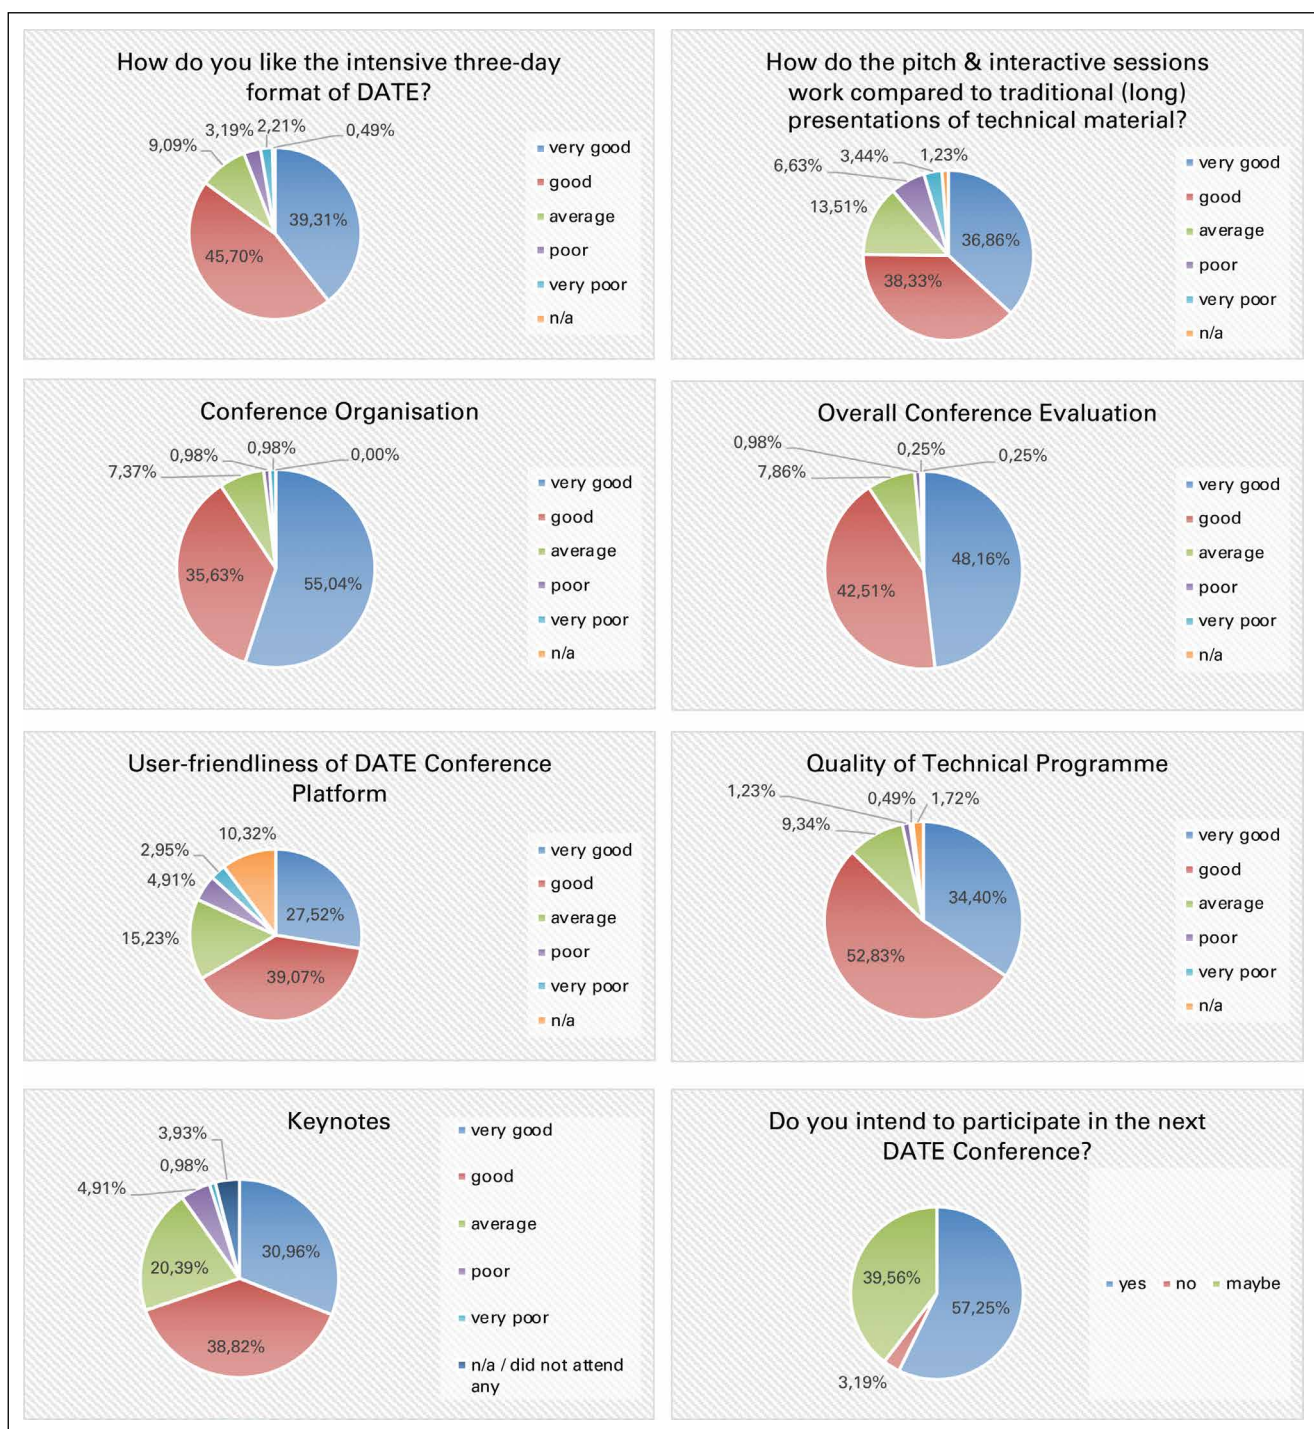 How do you like the intensive three-day
format of DATE?
3,19%
2,21%
0,49%
9,09%
39,31%
45,70%
very good
good
average
poor
very poor
n/a
How do the pitch & interactive sessions
work compared to traditional (long)
presentations of technical material?
3,44%
1,23%
6,63%
13,51%
36,86%
38,33%
very good
good
average
poor
very poor
n/a
Conference Organisation
0,98%
0,98%
0,00%
7,37%
35,63%
55,04%
very good
good
average
poor
very poor
n/a
Overall Conference Evaluation
0,98%
0,25%
0,25%
7,86%
48,16%
42,51%
very good
good
average
poor
very poor
n/a
User-friendliness of DATE Conference
Platform
10,32%
2,95%
4,91%
27,52%
15,23%
39,07%
very good
good
average
poor
very poor
n/a
Quality of Technical Programme
1,23%
0,49%
1,72%
9,34%
34,40%
52,83%
very good
good
average
poor
very poor
n/a
Keynotes
3,93%
0,98%
4,91%
30,96%
20,39%
38,82%
very good
good
average
poor
very poor
n/a / did not attend
any
Do you intend to participate in the next
DATE Conference?
39,56%
57,25%
3,19%
yes
no
maybe